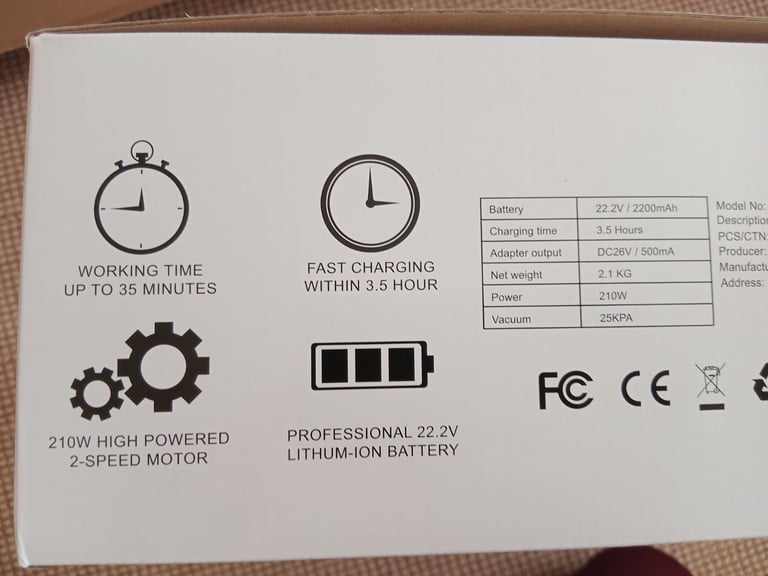 WORKING TIME
UP TO 35 MINUTES
FAST CHARGING
WITHIN 3.5 HOUR
210W HIGH POWERED
2-SPEED MOTOR
PROFESSIONAL 22.2V
LITHUM-ION BATTERY
Battery 22.2V / 2200mAh
Charging time 3.5 Hours
Adapter output DC26V / 500mA
Net weight 2.1 KG
Power 210W
Vacuum 25KPA
Model No:
PCS/CTN:
Producer:
Address:
FC CE